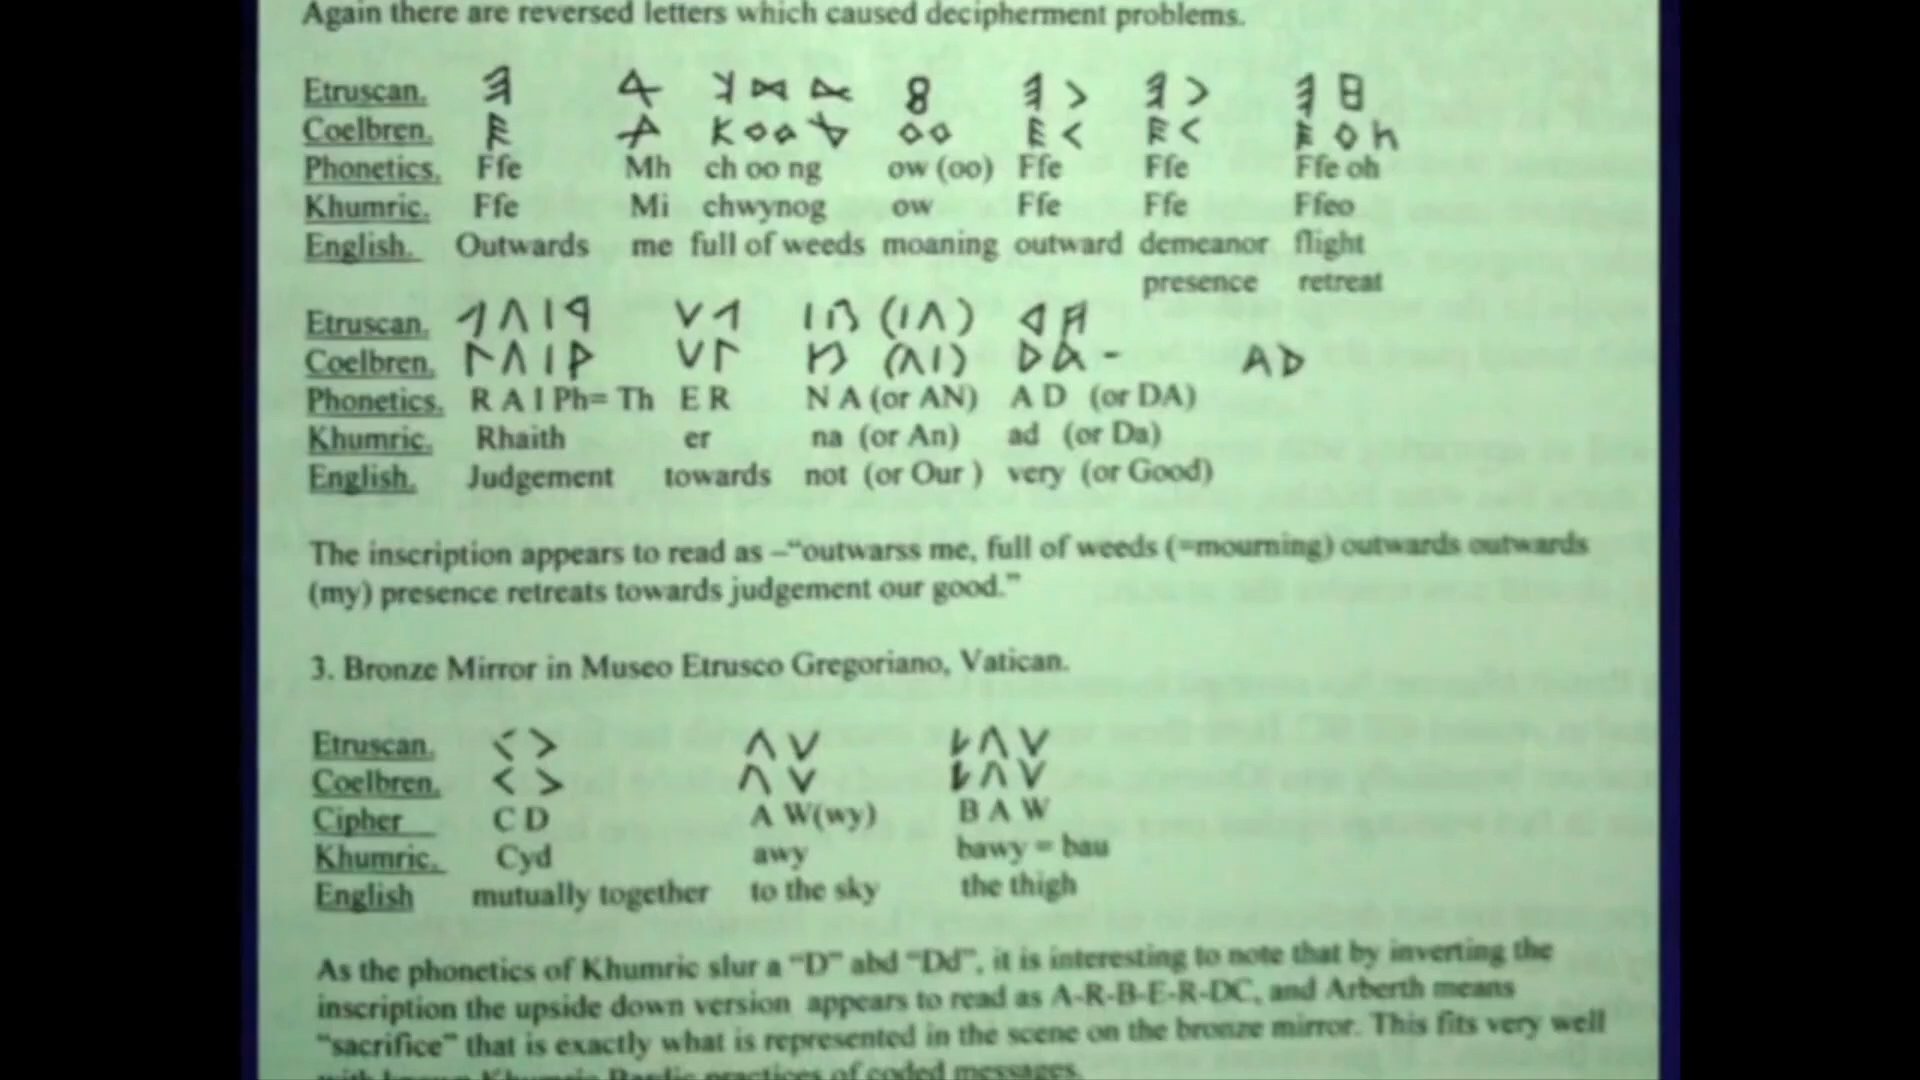 Again there are reversed letters which caused decipherment problems.
Etruscan.
Coelbren.
Phonetics. Ffe Mh ch oo ng ow (oo) Ffe Ffe Ffe oh
Khumric. Ffe Mi chwynog ow Ffe Ffe Ffeo
English. Outwards me full of weeds moaning outward demeanor flight
presence retreat
Etruscan.
Coelbren.
Phonetics. R A I Ph= Th E R N A (or AN) A D (or DA)
Khumric. Rhaith er na (or An) ad (or Da)
English. Judgement towards not (or Our ) very (or Good)
The inscription appears to read as –“outwarss me, full of weeds (=mourning) outwards outwards
(my) presence retreats towards judgement our good.”
3. Bronze Mirror in Museo Etrusco Gregoriano, Vatican.
Etruscan. < > Λ V
Coelbren. < > Λ V
Cipher C D A W(wy) B A W
Khumric. Cyd awy bawy = bau
English mutually together to the sky the thigh
As the phonetics of Khumric slur a “D” abd “Dd”, it is interesting to note that by inverting the
inscription the upside down version appears to read as A-R-B-E-R-DC, and Arberth means
“sacrifice” that is exactly what is represented in the scene on the bronze mirror. This fits very well
with known Khumric Bardic practices of coded messages.